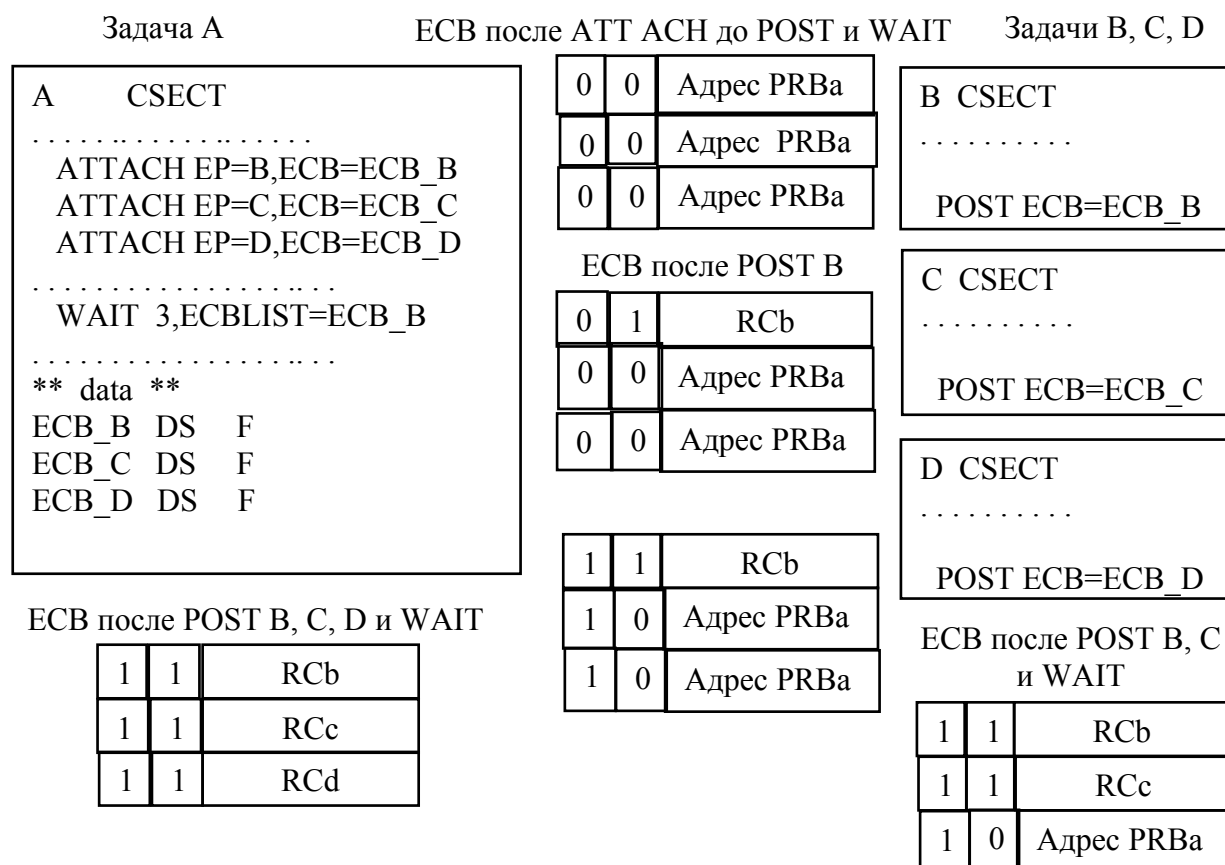 Задача А
A CSECT
. . . . . .. . . . . . .. . . . . .
ATTACH EP=B,ECB=ECB_B
ATTACH EP=C,ECB=ECB_C
ATTACH EP=D,ECB=ECB_D
. . . . . . . . . . . . . . . . . .. . .
WAIT 3,ECBLIST=ECB_B
. . . . . . . . . . . . . . . . . .. . .
** data **
ECB_B DS F
ECB_C DS F
ECB_D DS F
ECB после POST B, C, D и WAIT
1 1 RCb
1 1 RCc
1 1 RCd
ECB после ATT ACH до POST и WAIT
0 0 Адрес PRBa
0 0 Адрес PRBa
0 0 Адрес PRBa
ECB после POST B
0 1 RCb
0 0 Адрес PRBa
0 0 Адрес PRBa
1 1 RCb
1 0 Адрес PRBa
1 0 Адрес PRBa
Задачи B, C, D
B CSECT
. . . . . . . . . .
POST ECB=ECB_B
C CSECT
. . . . . . . . . .
POST ECB=ECB_C
D CSECT
. . . . . . . . . .
POST ECB=ECB_D
ECB после POST B, C
и WAIT
1 1 RCb
1 1 RCc
1 0 Адрес PRBa